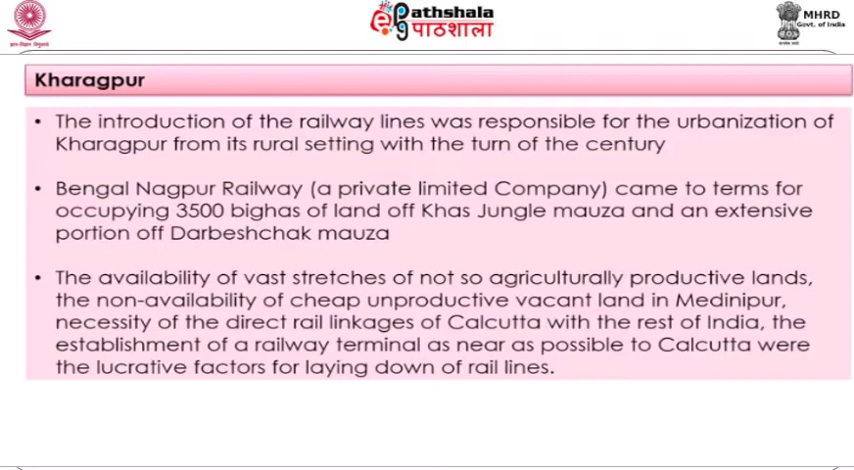 ज्ञान-विज्ञान विमुक्तये
ePathshala
पाठशाला
MHRD
Govt. of India
Kharagpur
• The introduction of the railway lines was responsible for the urbanization of
Kharagpur from its rural setting with the turn of the century
• Bengal Nagpur Railway (a private limited Company) came to terms for
occupying 3500 bighas of land off Khas Jungle mauza and an extensive
portion off Darbeshchak mauza
• The availability of vast stretches of not so agriculturally productive lands,
the non-availability of cheap unproductive vacant land in Medinipur,
necessity of the direct rail linkages of Calcutta with the rest of India, the
establishment of a railway terminal as near as possible to Calcutta were
the lucrative factors for laying down of rail lines.